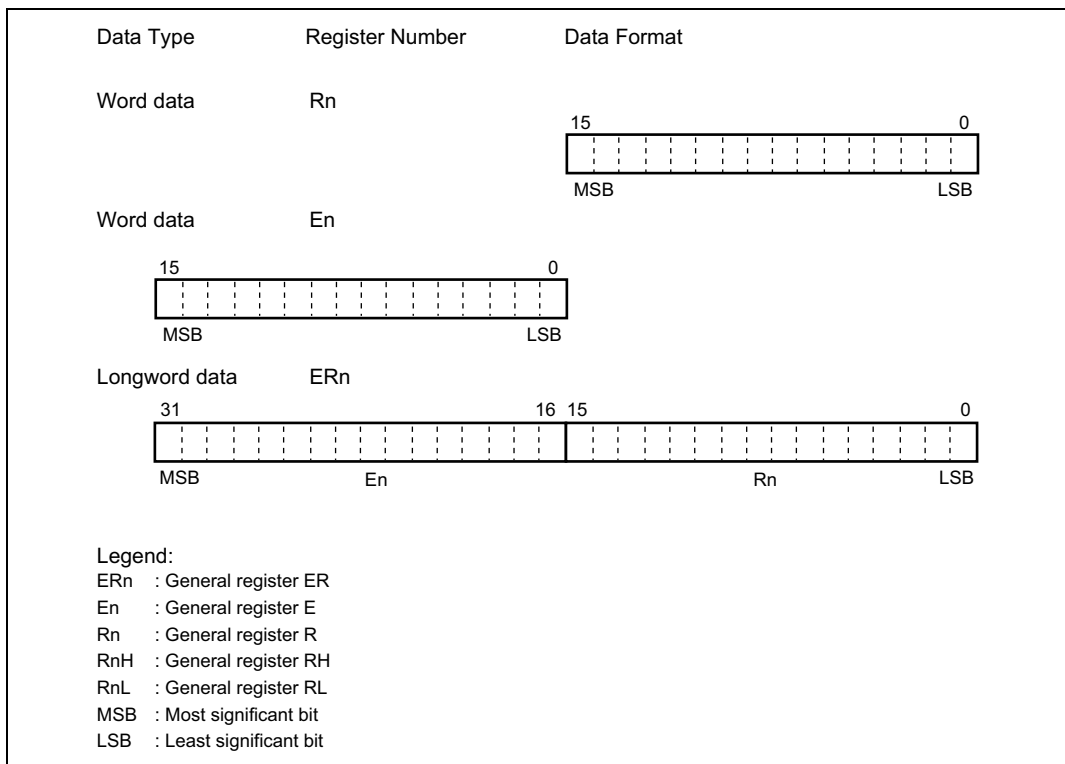 Data Type Register Number Data Format
Word data Rn
15 0
MSB LSB
Word data En
15 0
MSB LSB
Longword data ERn
31 16 15 0
MSB En Rn LSB
Legend:
ERn : General register ER
En : General register E
Rn : General register R
RnH : General register RH
RnL : General register RL
MSB : Most significant bit
LSB : Least significant bit